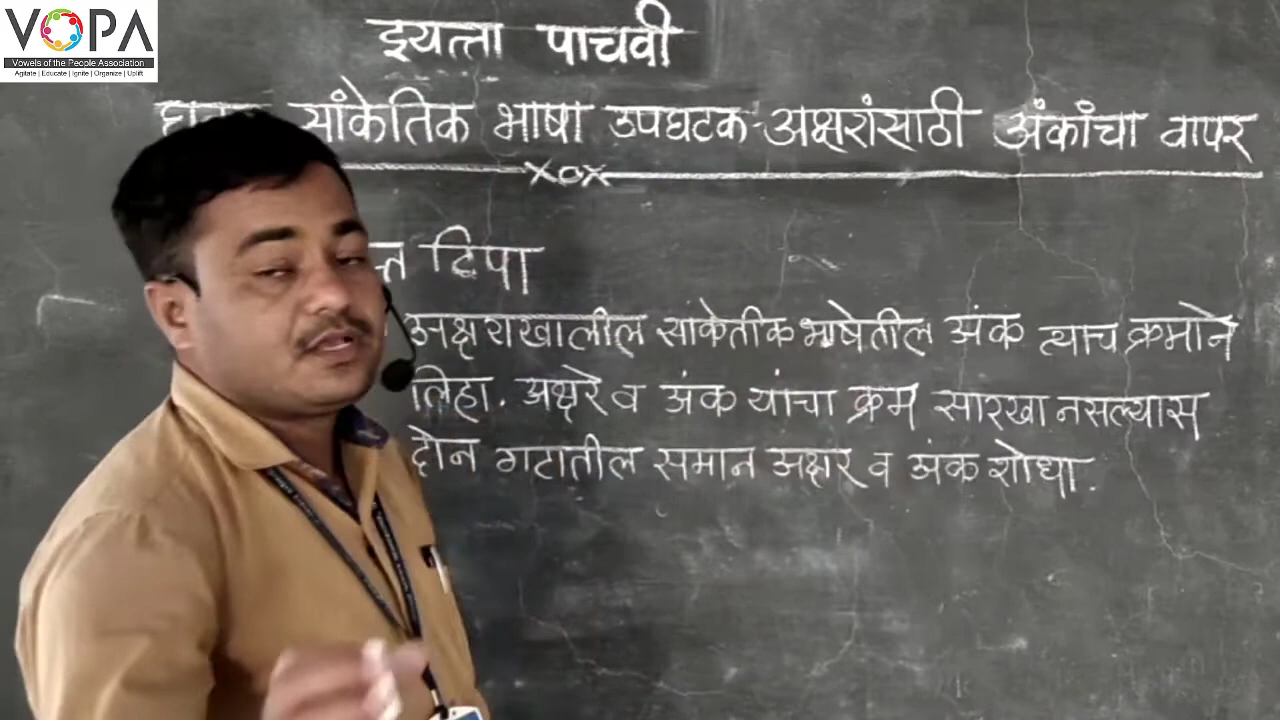 VOPA
Vowels of the People Association
Agitate | Educate | Ignite | Organize | Uplift
इयत्ता पाचवी
सांकेतिक भाषा उपघटक-अक्षरांसाठी अंकांचा वापर
टिपा
अक्षराखालील सांकेतीक भाषेतील अंक त्याच क्रमाने
लिहा. अक्षरे व अंक यांचा क्रम सारखा नसल्यास
दोन गटातील समान अक्षर व अंक शोधा.